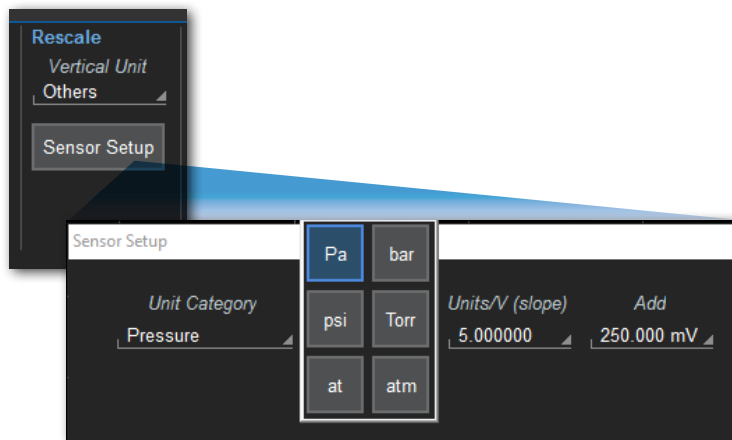 Rescale
Vertical Unit
Others
Sensor Setup
Sensor Setup
Pa bar
Unit Category
Units/V (slope) Add
psi Torr
Pressure
5.000000 250.000 mV
at atm